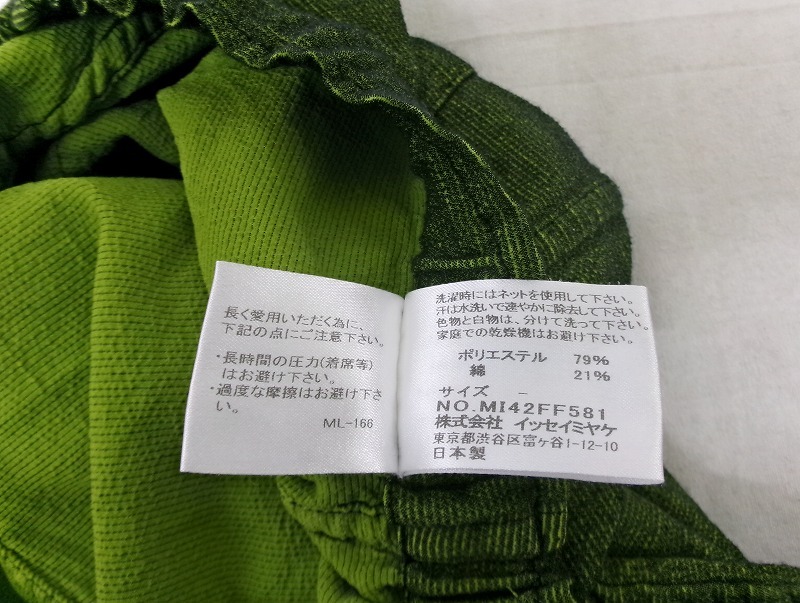 長く愛用いただく為に、
下記の点にご注意下さい。
・長時間の圧力(着席等)
はお避け下さい。
・過度な摩擦はお避け下さ
い。
ML-166
洗濯時にはネットを使用して下さい。
汗は水洗いで速やかに除去して下さい。
色物と白物は、分けて洗って下さい。
家庭での乾燥機はお避け下さい。
ポリエステル 79%
綿 21%
サイズ －
NO.MI42FF581
株式会社 イッセイミヤケ
東京都渋谷区富ヶ谷1-12-10
日本製